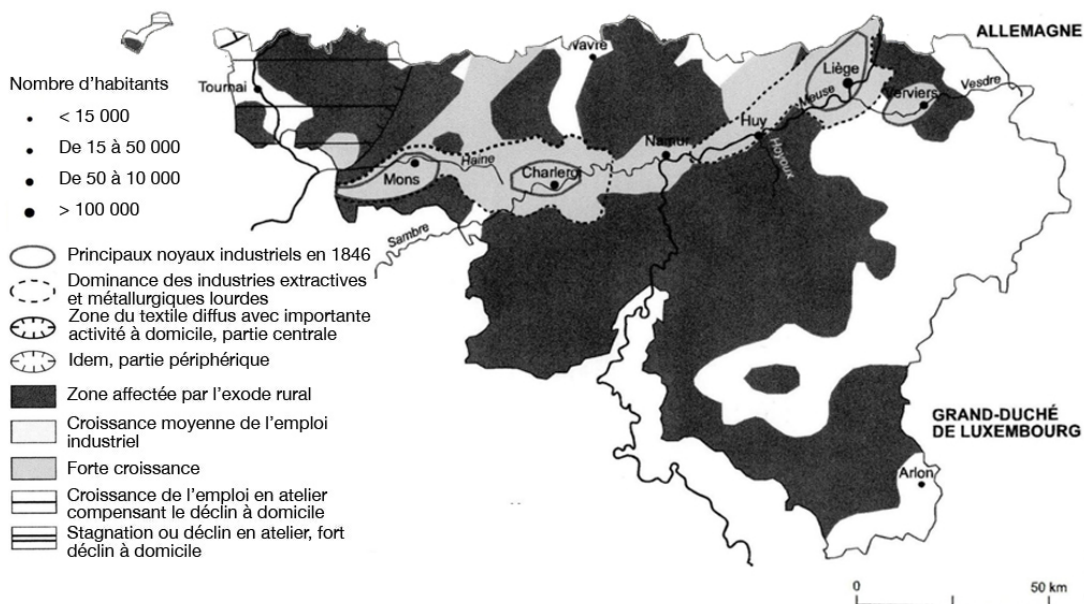 Nombre d’habitants
< 15 000
De 15 à 50 000
De 50 à 10 000
> 100 000
Principaux noyaux industriels en 1846
Dominance des industries extractives
et métallurgiques lourdes
Zone du textile diffus avec importante
activité à domicile, partie centrale
Idem, partie périphérique
Zone affectée par l’exode rural
Croissance moyenne de l’emploi
industriel
Forte croissance
Croissance de l’emploi en atelier
compensant le déclin à domicile
Stagnation ou déclin en atelier, fort
déclin à domicile
ALLEMAGNE
Wavre
Tournai
Liège
Vesdre
Verviers
Meuse
Huy
Namur
Hoyoux
Haine
Mons
Charleroi
Sambre
GRAND-DUCHÉ
DE LUXEMBOURG
Arlon
0 50 km